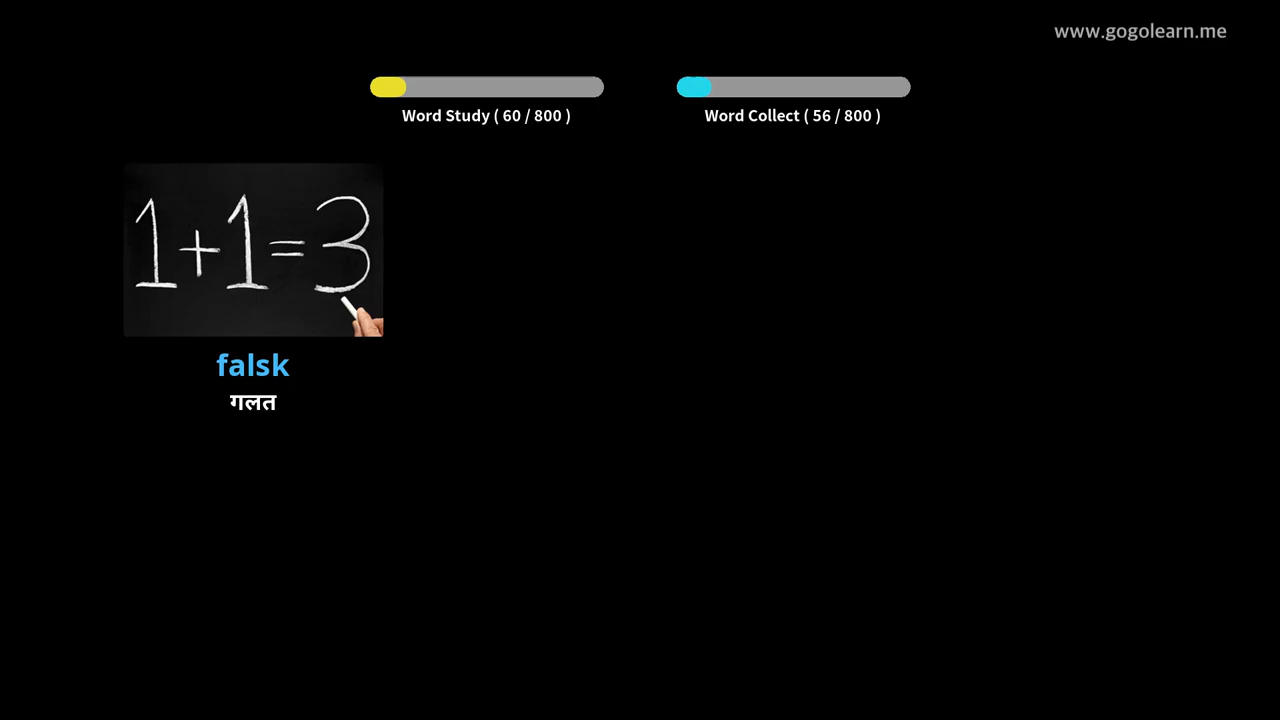 www.gogolearn.me
Word Study ( 60 / 800 )
Word Collect ( 56 / 800 )
1+1=3
falsk
गलत